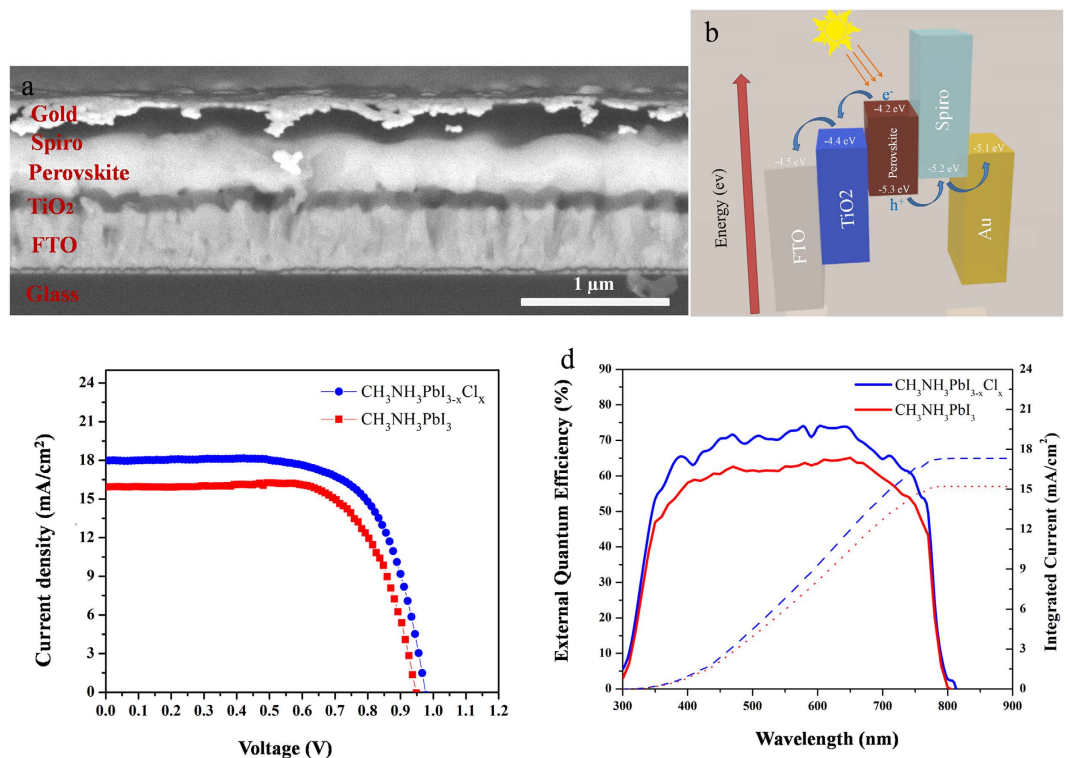 a
Gold
Spiro
Perovskite
TiO₂
FTO
Glass
1 µm
b
Energy (ev)
e⁻
-4.2 eV
-4.4 eV
-4.5 eV
-5.3 eV
-5.2 eV
-5.1 eV
h⁺
FTO
TiO2
Perovskite
Spiro
Au
24
21
18
15
12
9
6
3
0
Current density (mA/cm2)
CH₃NH₃PbI₃₋ₓClₓ
CH₃NH₃PbI₃
0.0 0.1 0.2 0.3 0.4 0.5 0.6 0.7 0.8 0.9 1.0 1.1 1.2
Voltage (V)
d
90
80
70
60
50
40
30
20
10
0
External Quantum Efficiency (%)
CH₃NH₃PbI₃₋ₓClₓ
CH₃NH₃PbI₃
24
21
18
15
12
9
6
3
0
Integrated Current (mA/cm²)
300 400 500 600 700 800 900
Wavelength (nm)